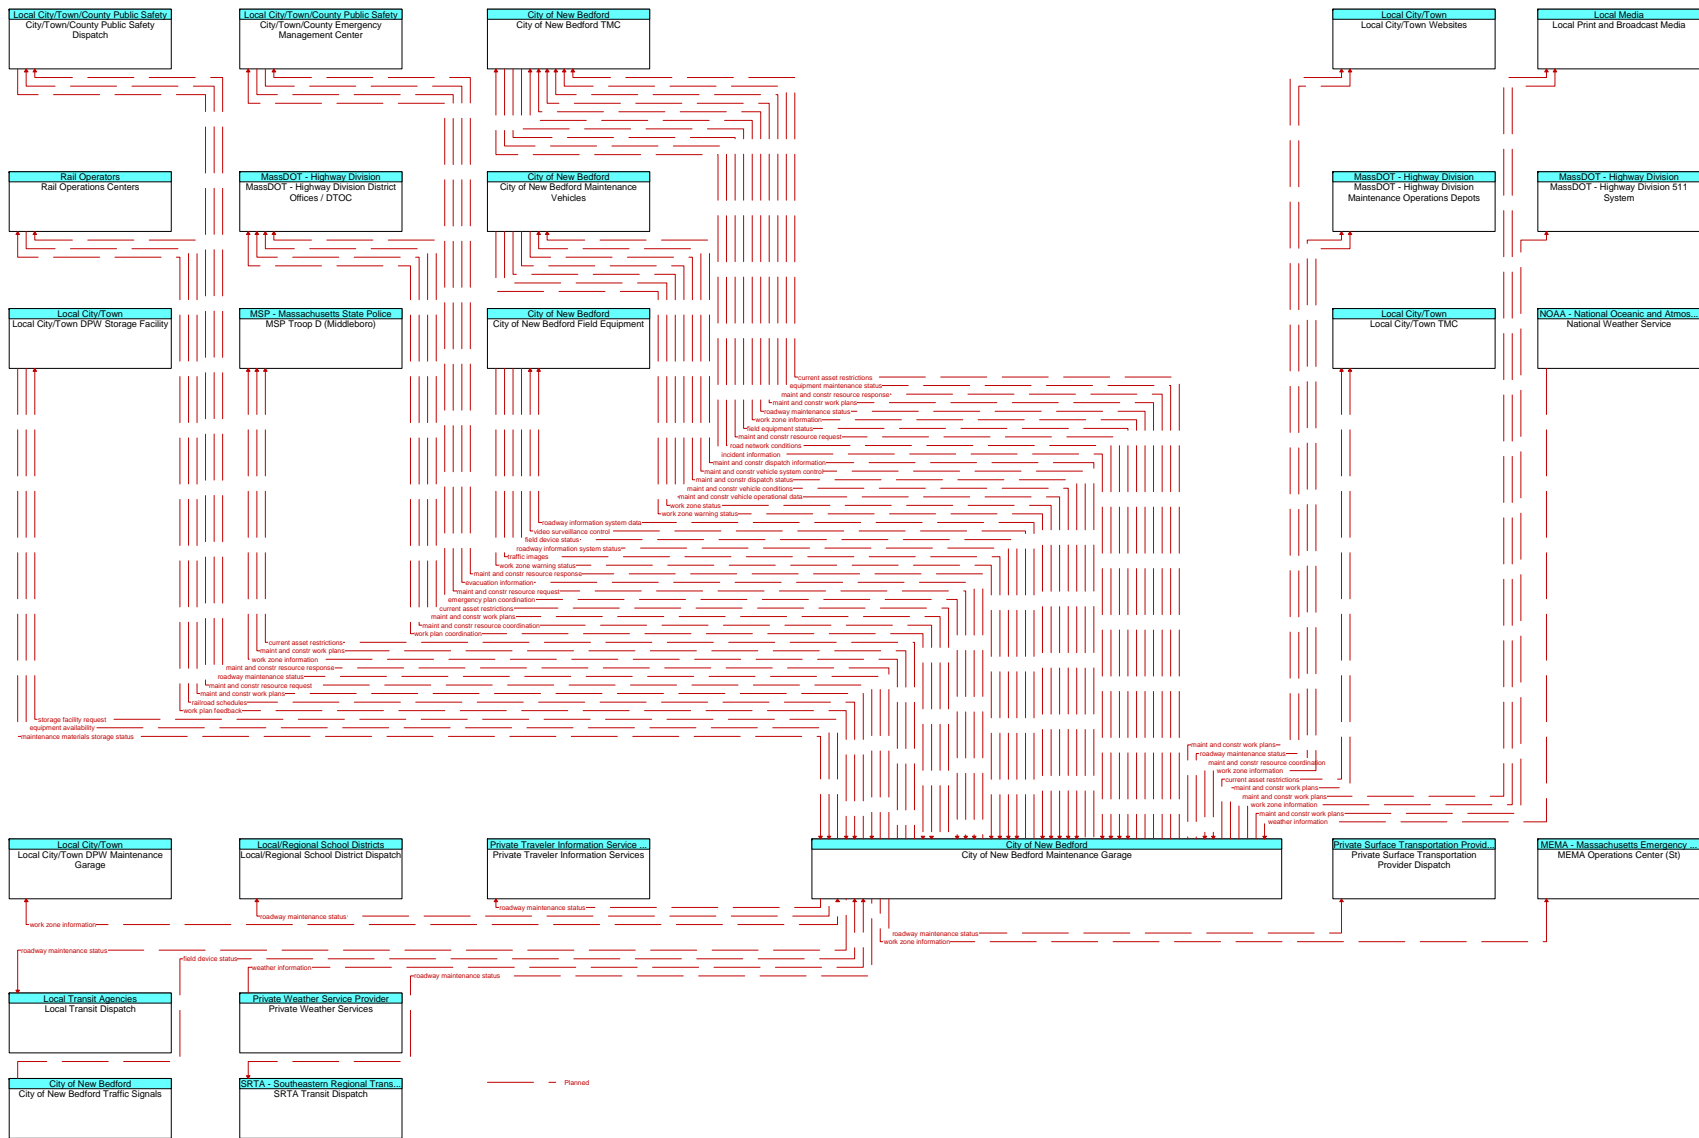 Local City/Town/County Public Safety
City/Town/County Public Safety
Dispatch
Local City/Town/County Public Safety
City/Town/County Emergency
Management Center
City of New Bedford
City of New Bedford TMC
Local City/Town
Local City/Town Websites
Local Media
Local Print and Broadcast Media
Rail Operators
Rail Operations Centers
MassDOT - Highway Division
MassDOT - Highway Division District
Offices / DTOC
City of New Bedford
City of New Bedford Maintenance
Vehicles
MassDOT - Highway Division
MassDOT - Highway Division
Maintenance Operations Depots
MassDOT - Highway Division
MassDOT - Highway Division 511
System
Local City/Town
Local City/Town DPW Storage Facility
MSP - Massachusetts State Police
MSP Troop D (Middleboro)
City of New Bedford
City of New Bedford Field Equipment
Local City/Town
Local City/Town TMC
NOAA - National Oceanic and Atmos...
National Weather Service
current asset restrictions
equipment maintenance status
maint and constr resource response
maint and constr work plans
roadway maintenance status
work zone information
field equipment status
maint and constr resource request
road network conditions
incident information
maint and constr dispatch information
maint and constr vehicle system control
maint and constr dispatch status
maint and constr vehicle conditions
maint and constr vehicle operational data
work zone status
work zone warning status
roadway information system data
video surveillance control
field device status
roadway information system status
traffic images
work zone warning status
maint and constr resource response
evacuation information
maint and constr resource request
emergency plan coordination
current asset restrictions
maint and constr work plans
maint and constr resource coordination
work plan coordination
current asset restrictions
maint and constr work plans
work zone information
maint and constr resource response
roadway maintenance status
maint and constr resource request
maint and constr work plans
railroad schedules
work plan feedback
storage facility request
equipment availability
maintenance materials storage status
maint and constr work plans
roadway maintenance status
maint and constr resource coordination
work zone information
current asset restrictions
maint and constr work plans
maint and constr work plans
work zone information
maint and constr work plans
weather information
Local City/Town
Local City/Town DPW Maintenance
Garage
Local/Regional School Districts
Local/Regional School District Dispatch
Private Traveler Information Service ...
Private Traveler Information Services
City of New Bedford
City of New Bedford Maintenance Garage
Private Surface Transportation Provid...
Private Surface Transportation
Provider Dispatch
MEMA - Massachusetts Emergency ...
MEMA Operations Center (St)
roadway maintenance status
roadway maintenance status
work zone information
roadway maintenance status
work zone information
roadway maintenance status
field device status
weather information
roadway maintenance status
Local Transit Agencies
Local Transit Dispatch
Private Weather Service Provider
Private Weather Services
City of New Bedford
City of New Bedford Traffic Signals
SRTA - Southeastern Regional Trans...
SRTA Transit Dispatch
Planned